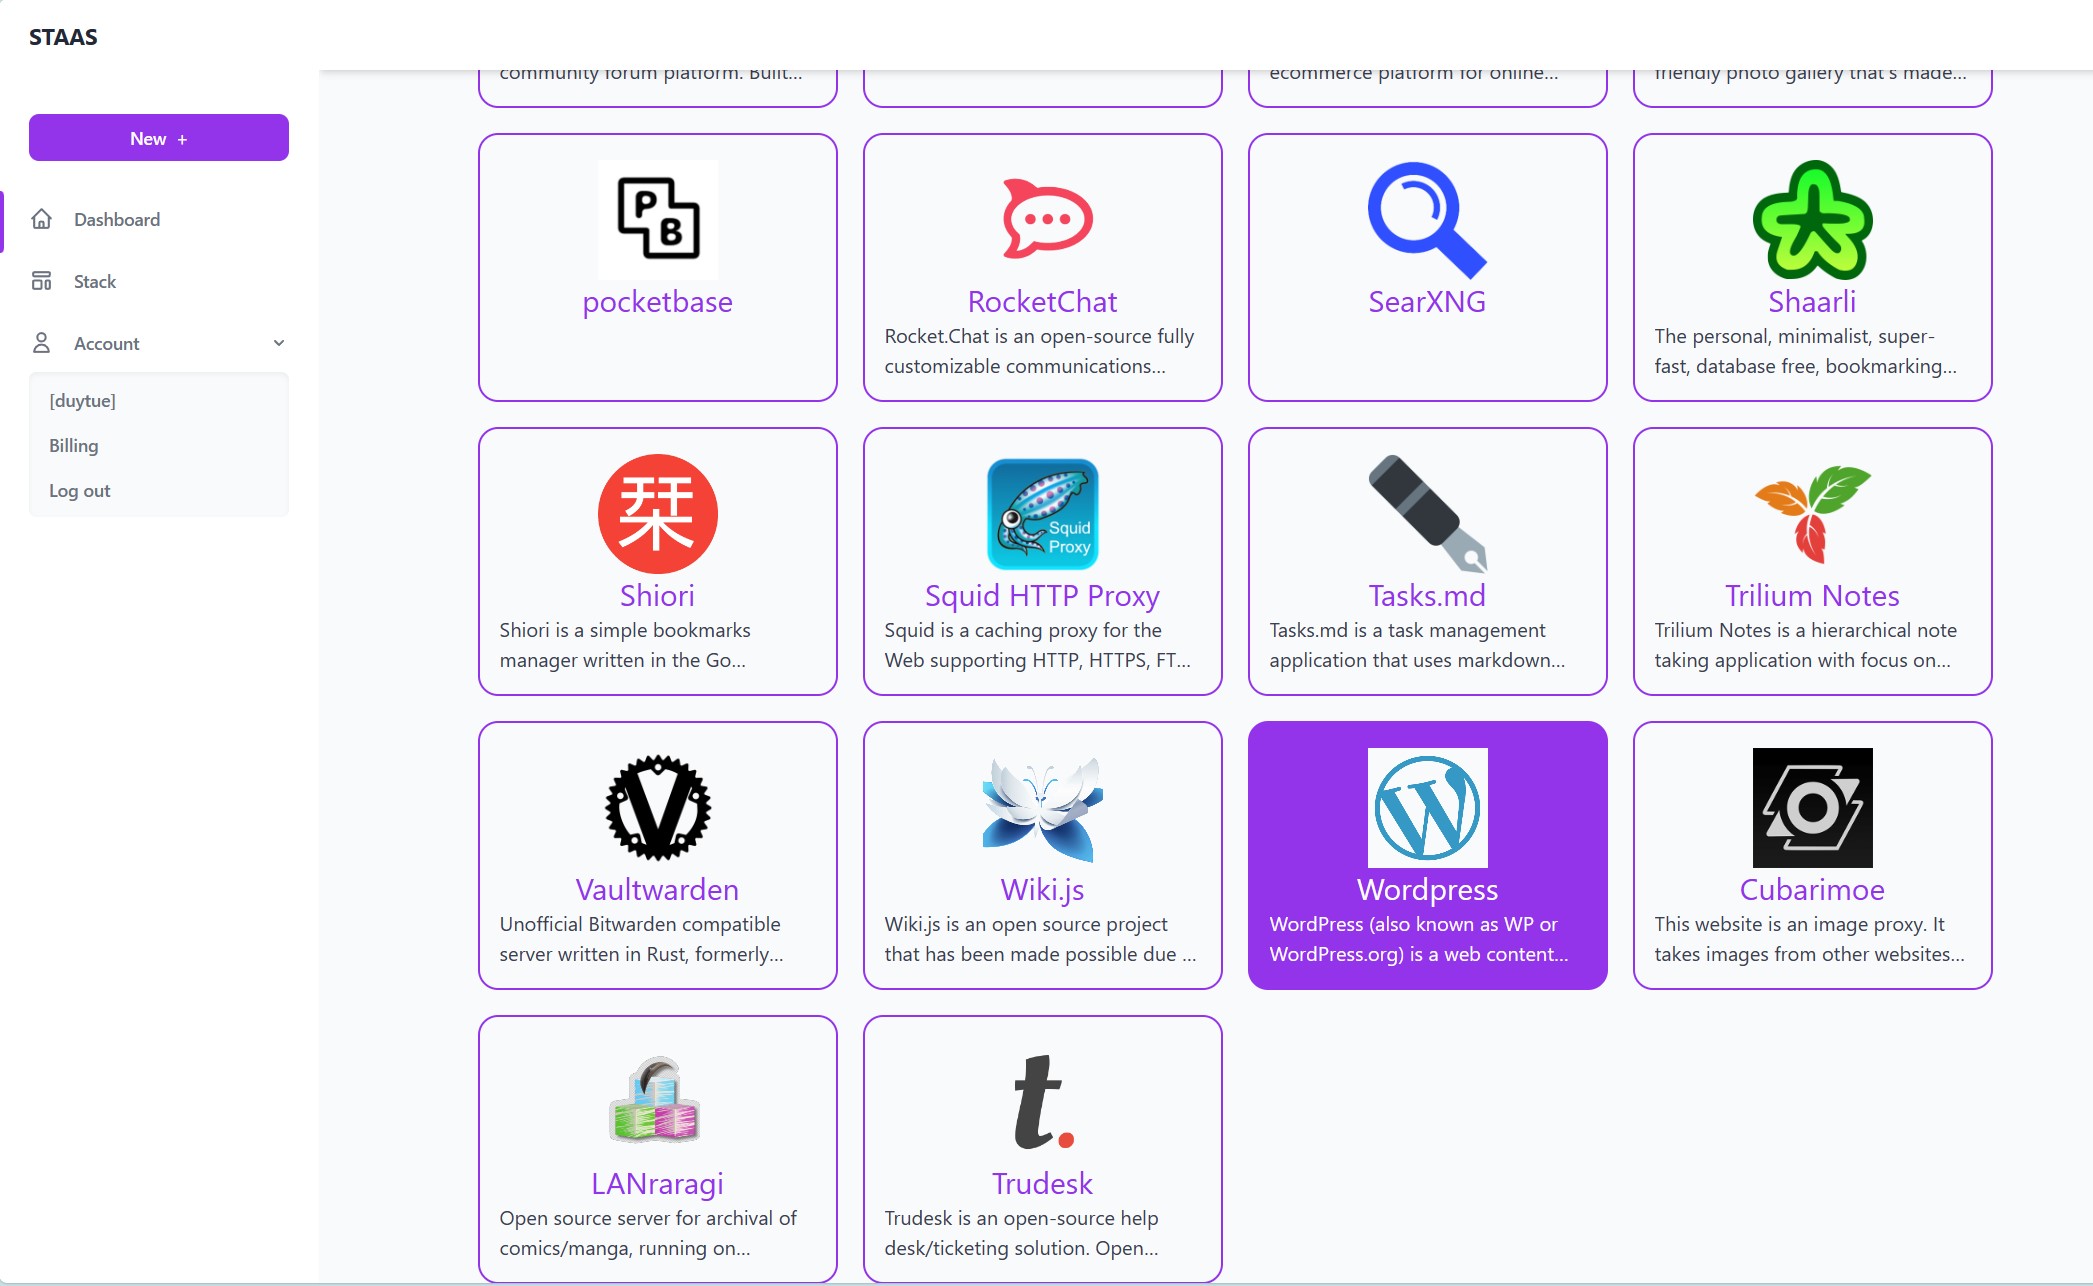 STAAS
New +
Dashboard
Stack
Account
[duytue]
Billing
Log out
community forum platform. Built...
ecommerce platform for online...
friendly photo gallery that's made...
P
B
pocketbase
RocketChat
Rocket.Chat is an open-source fully
customizable communications...
SearXNG
Shaarli
The personal, minimalist, super-
fast, database free, bookmarking...
栞
Shiori
Shiori is a simple bookmarks
manager written in the Go...
Squid
Proxy
Squid HTTP Proxy
Squid is a caching proxy for the
Web supporting HTTP, HTTPS, FT...
Tasks.md
Tasks.md is a task management
application that uses markdown...
Trilium Notes
Trilium Notes is a hierarchical note
taking application with focus on...
V
Vaultwarden
Unofficial Bitwarden compatible
server written in Rust, formerly...
Wiki.js
Wiki.js is an open source project
that has been made possible due ...
W
Wordpress
WordPress (also known as WP or
WordPress.org) is a web content...
Cubarimoe
This website is an image proxy. It
takes images from other websites...
LANraragi
Open source server for archival of
comics/manga, running on...
t.
Trudesk
Trudesk is an open-source help
desk/ticketing solution. Open...